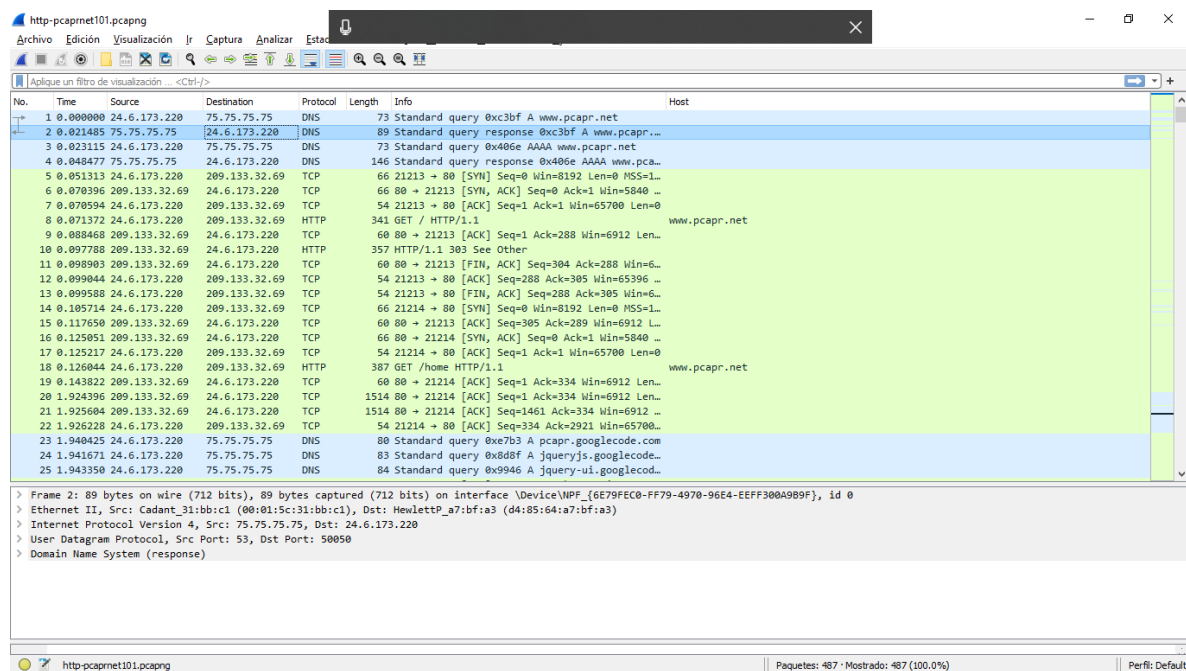 http-pcaprnet101.pcapng
Archivo Edición Visualización Ir Captura Analizar
Aplique un filtro de visualización ... <Ctrl-/>
No. Time Source Destination Protocol Length Info Host
1 0.000000 24.6.173.220 75.75.75.75 DNS 73 Standard query 0xc3bf A www.pcapr.net
2 0.021485 75.75.75.75 24.6.173.220 DNS 89 Standard query response 0xc3bf A www.pcapr.…
3 0.023115 24.6.173.220 75.75.75.75 DNS 73 Standard query 0x406e AAAA www.pcapr.net
4 0.048477 75.75.75.75 24.6.173.220 DNS 146 Standard query response 0x406e AAAA www.pca…
5 0.051313 24.6.173.220 209.133.32.69 TCP 66 21213 → 80 [SYN] Seq=0 Win=8192 Len=0 MSS=1…
6 0.070396 209.133.32.69 24.6.173.220 TCP 66 80 → 21213 [SYN, ACK] Seq=0 Ack=1 Win=5840 …
7 0.070594 24.6.173.220 209.133.32.69 TCP 54 21213 → 80 [ACK] Seq=1 Ack=1 Win=65700 Len=0
8 0.071372 24.6.173.220 209.133.32.69 HTTP 341 GET / HTTP/1.1 www.pcapr.net
9 0.088468 209.133.32.69 24.6.173.220 TCP 60 80 → 21213 [ACK] Seq=1 Ack=288 Win=6912 Len…
10 0.097788 209.133.32.69 24.6.173.220 HTTP 357 HTTP/1.1 303 See Other
11 0.098903 209.133.32.69 24.6.173.220 TCP 60 80 → 21213 [FIN, ACK] Seq=304 Ack=288 Win=6…
12 0.099044 24.6.173.220 209.133.32.69 TCP 54 21213 → 80 [ACK] Seq=288 Ack=305 Win=65396 …
13 0.099588 24.6.173.220 209.133.32.69 TCP 54 21213 → 80 [FIN, ACK] Seq=288 Ack=305 Win=6…
14 0.105714 24.6.173.220 209.133.32.69 TCP 66 21214 → 80 [SYN] Seq=0 Win=8192 Len=0 MSS=1…
15 0.117650 209.133.32.69 24.6.173.220 TCP 60 80 → 21213 [ACK] Seq=305 Ack=289 Win=6912 L…
16 0.125051 209.133.32.69 24.6.173.220 TCP 66 80 → 21214 [SYN, ACK] Seq=0 Ack=1 Win=5840 …
17 0.125217 24.6.173.220 209.133.32.69 TCP 54 21214 → 80 [ACK] Seq=1 Ack=1 Win=65700 Len=0
18 0.126044 24.6.173.220 209.133.32.69 HTTP 387 GET /home HTTP/1.1 www.pcapr.net
19 0.143822 209.133.32.69 24.6.173.220 TCP 60 80 → 21214 [ACK] Seq=1 Ack=334 Win=6912 Len…
20 1.924396 209.133.32.69 24.6.173.220 TCP 1514 80 → 21214 [ACK] Seq=1 Ack=334 Win=6912 Len…
21 1.925604 209.133.32.69 24.6.173.220 TCP 1514 80 → 21214 [ACK] Seq=1461 Ack=334 Win=6912 …
22 1.926228 24.6.173.220 209.133.32.69 TCP 54 21214 → 80 [ACK] Seq=334 Ack=2921 Win=65700…
23 1.940425 24.6.173.220 75.75.75.75 DNS 80 Standard query 0xe7b3 A pcapr.googlecode.com
24 1.941671 24.6.173.220 75.75.75.75 DNS 83 Standard query 0x8d8f A jqueryjs.googlecode…
25 1.943350 24.6.173.220 75.75.75.75 DNS 84 Standard query 0x9946 A jquery-ui.googlecod…
> Frame 2: 89 bytes on wire (712 bits), 89 bytes captured (712 bits) on interface \Device\NPF_{6E79FEC0-FF79-4970-96E4-EEFF300A9B9F}, id 0
> Ethernet II, Src: Cadant_31:bb:c1 (00:01:5c:31:bb:c1), Dst: HewlettP_a7:bf:a3 (d4:85:64:a7:bf:a3)
> Internet Protocol Version 4, Src: 75.75.75.75, Dst: 24.6.173.220
> User Datagram Protocol, Src Port: 53, Dst Port: 50050
> Domain Name System (response)
http-pcaprnet101.pcapng Paquetes: 487 · Mostrado: 487 (100.0%) Perfil: Default